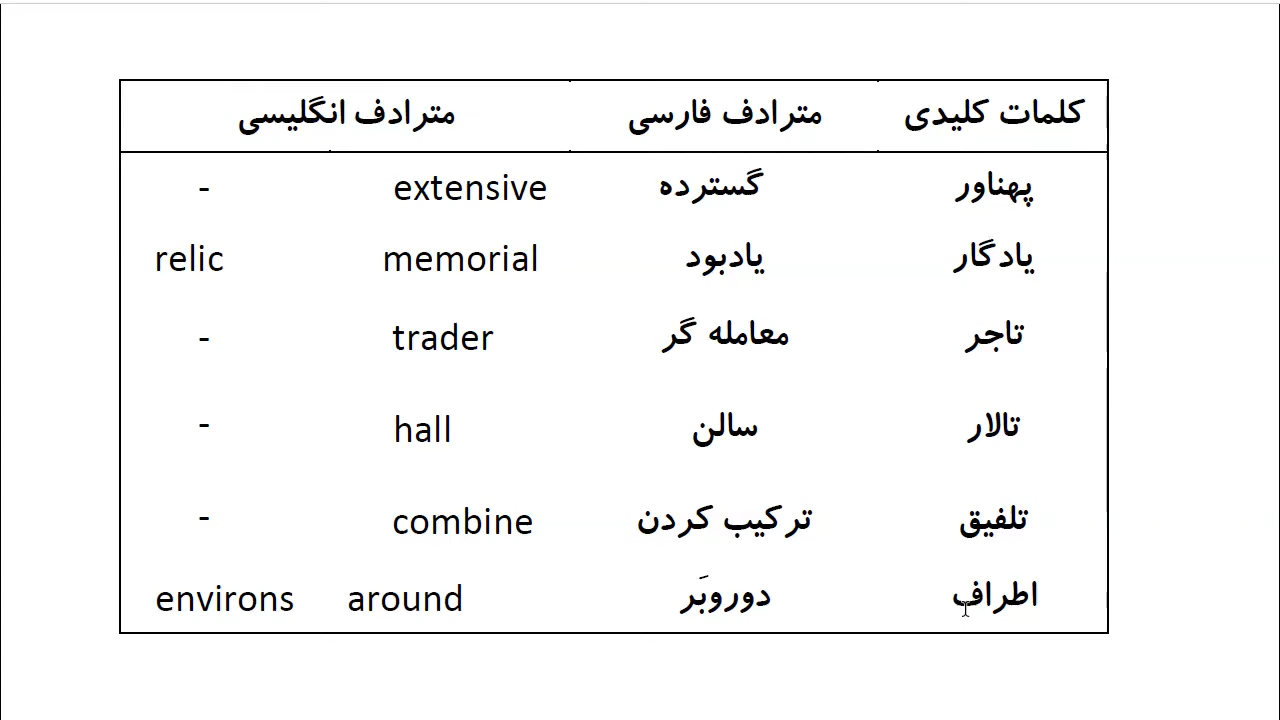 کلمات کلیدی مترادف فارسی مترادف انگلیسی
پهناور گسترده extensive -
یادگار یادبود memorial relic
تاجر معامله گر trader -
تالار سالن hall -
تلفیق ترکیب کردن combine -
اطراف دوروبَر around environs